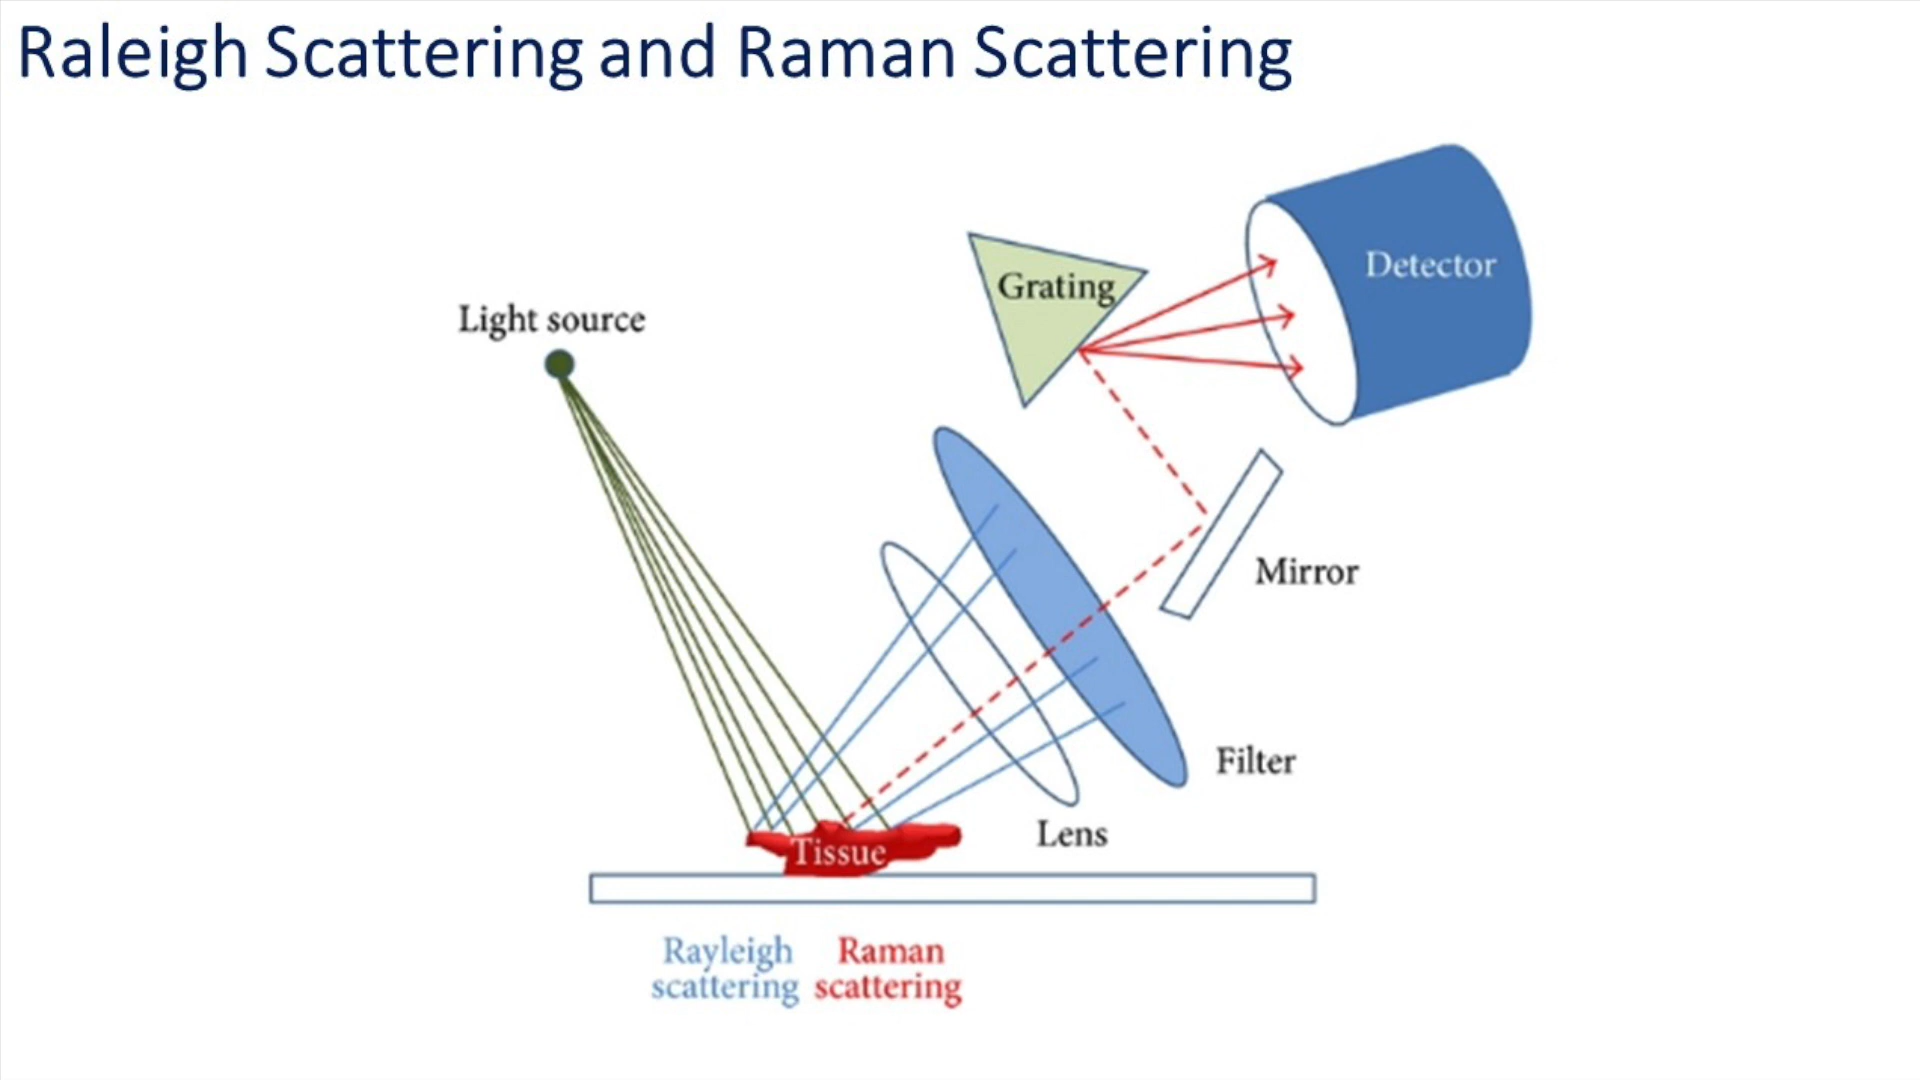 Raleigh Scattering and Raman Scattering
Light source
Grating
Detector
Mirror
Filter
Lens
Tissue
Rayleigh
scattering
Raman
scattering